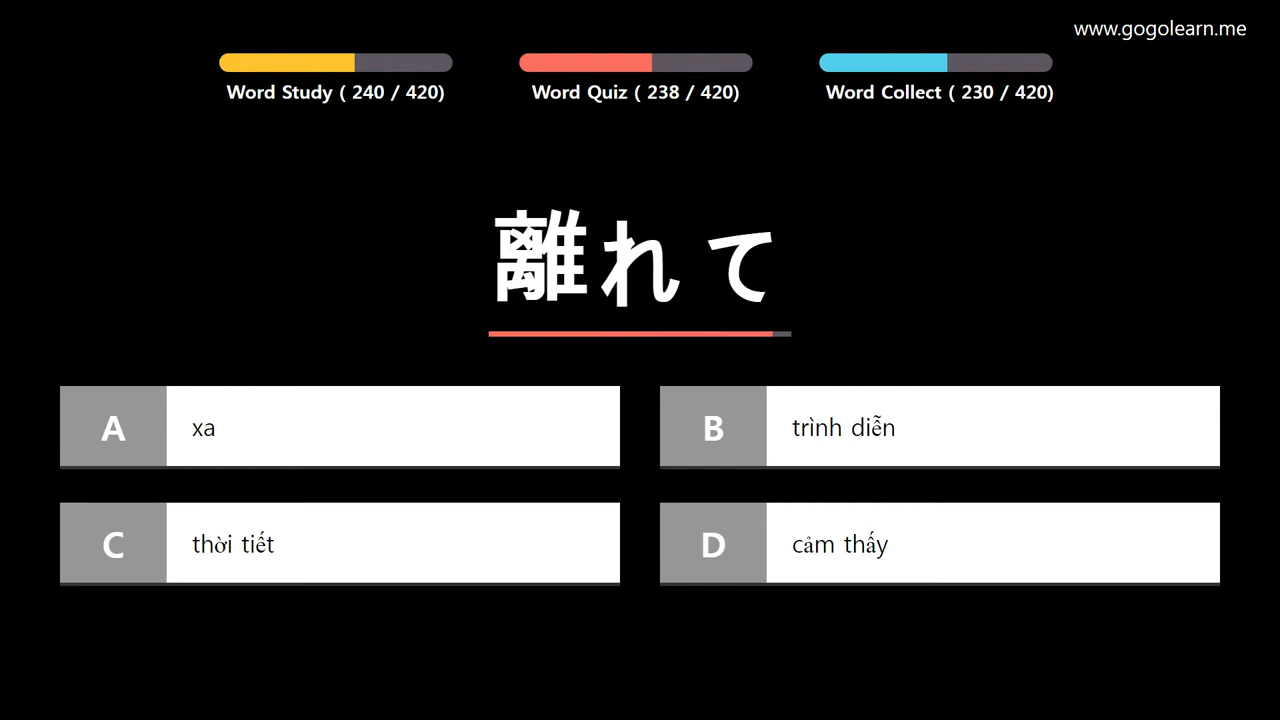 www.gogolearn.me
Word Study ( 240 / 420)
Word Quiz ( 238 / 420)
Word Collect ( 230 / 420)
離れて
A
xa
B
trình diễn
C
thời tiết
D
cảm thấy